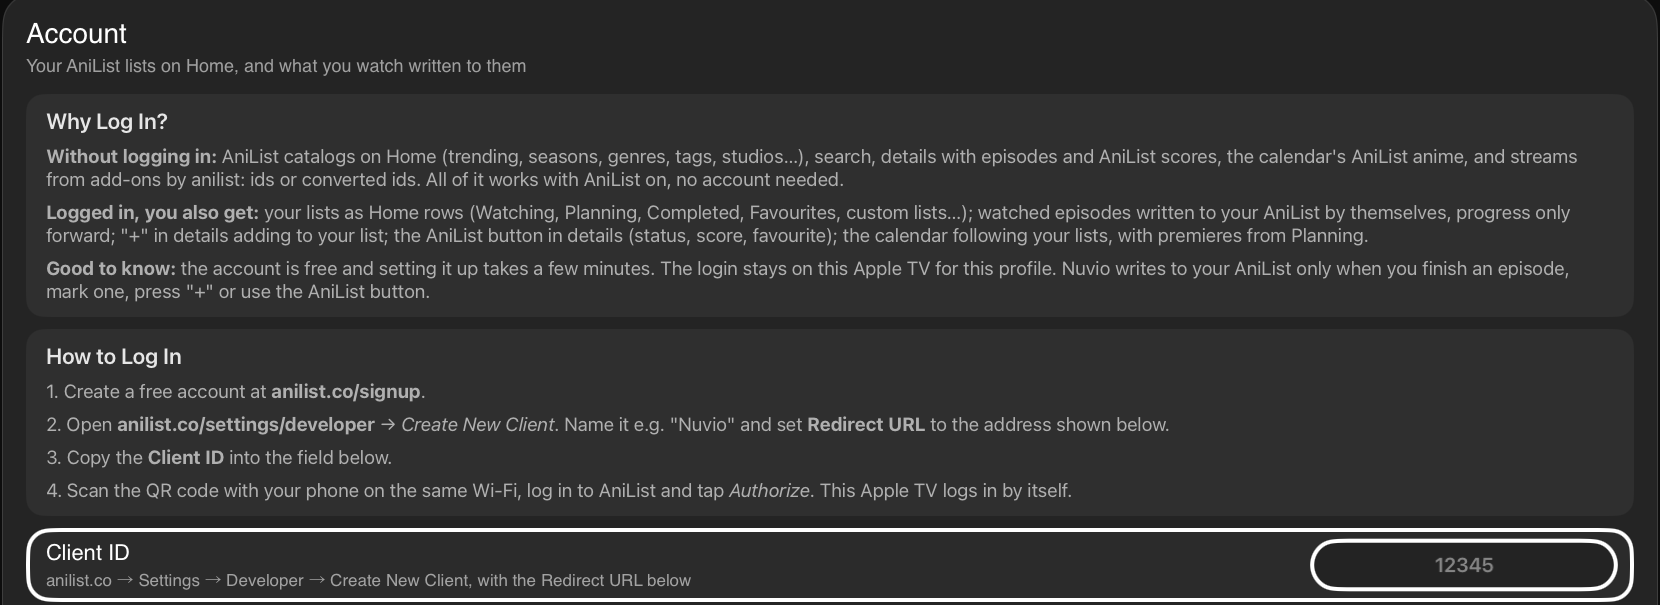 Account
Your AniList lists on Home, and what you watch written to them
Why Log In?
Without logging in: AniList catalogs on Home (trending, seasons, genres, tags, studios...), search, details with episodes and AniList scores, the calendar's AniList anime, and streams
from add-ons by anilist: ids or converted ids. All of it works with AniList on, no account needed.
Logged in, you also get: your lists as Home rows (Watching, Planning, Completed, Favourites, custom lists...); watched episodes written to your AniList by themselves, progress only
forward; "+" in details adding to your list; the AniList button in details (status, score, favourite); the calendar following your lists, with premieres from Planning.
Good to know: the account is free and setting it up takes a few minutes. The login stays on this Apple TV for this profile. Nuvio writes to your AniList only when you finish an episode,
mark one, press "+" or use the AniList button.
How to Log In
1. Create a free account at anilist.co/signup.
2. Open anilist.co/settings/developer → Create New Client. Name it e.g. "Nuvio" and set Redirect URL to the address shown below.
3. Copy the Client ID into the field below.
4. Scan the QR code with your phone on the same Wi-Fi, log in to AniList and tap Authorize. This Apple TV logs in by itself.
Client ID
12345
anilist.co → Settings → Developer → Create New Client, with the Redirect URL below